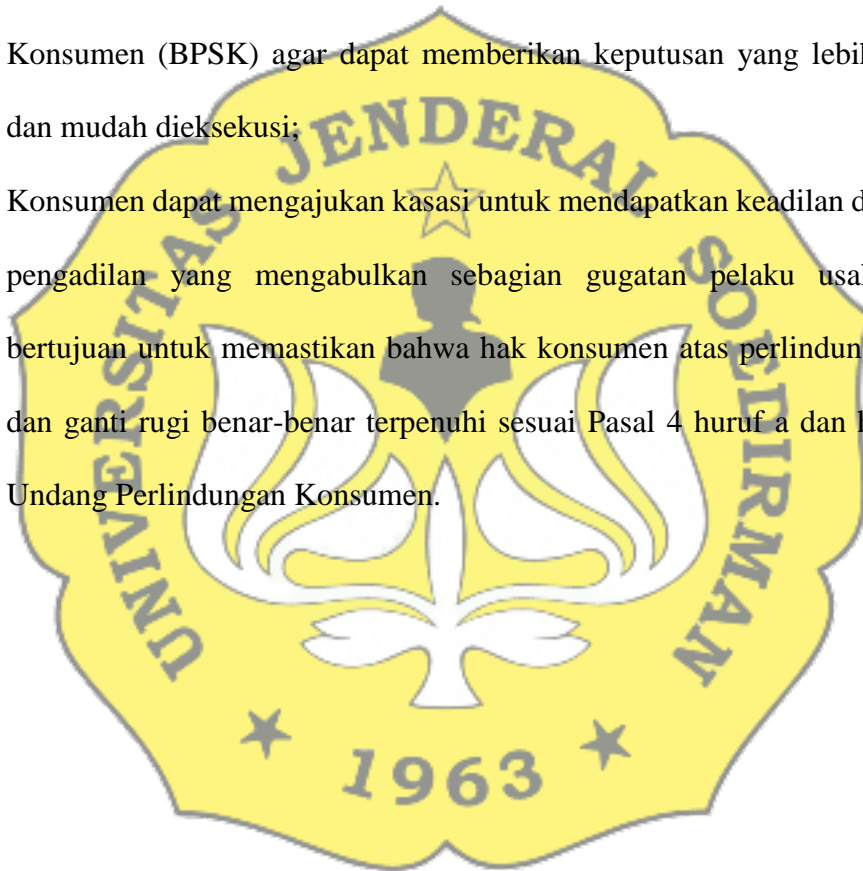 Konsumen (BPSK) agar dapat memberikan keputusan yang lebil
dan mudah dieksekusi;
Konsumen dapat mengajukan kasasi untuk mendapatkan keadilan d
pengadilan yang mengabulkan sebagian gugatan pelaku usal
bertujuan untuk memastikan bahwa hak konsumen atas perlindun
dan ganti rugi benar-benar terpenuhi sesuai Pasal 4 huruf a dan h
Undang Perlindungan Konsumen.
UNIVERSITAS JENDERAL SOEDIRMAN
1963